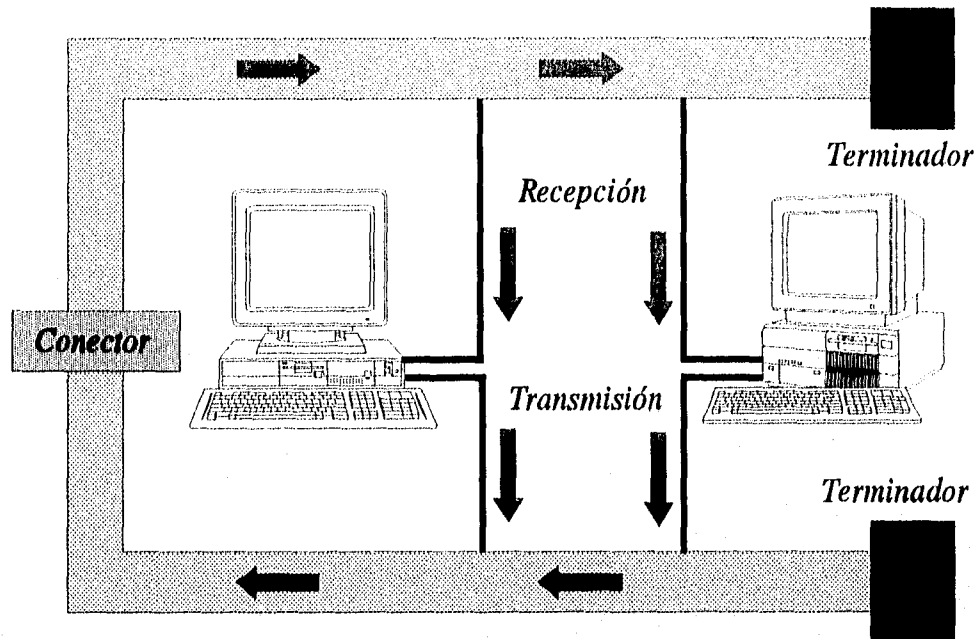 Terminador
Recepción
Conector
Transmisión
Terminador